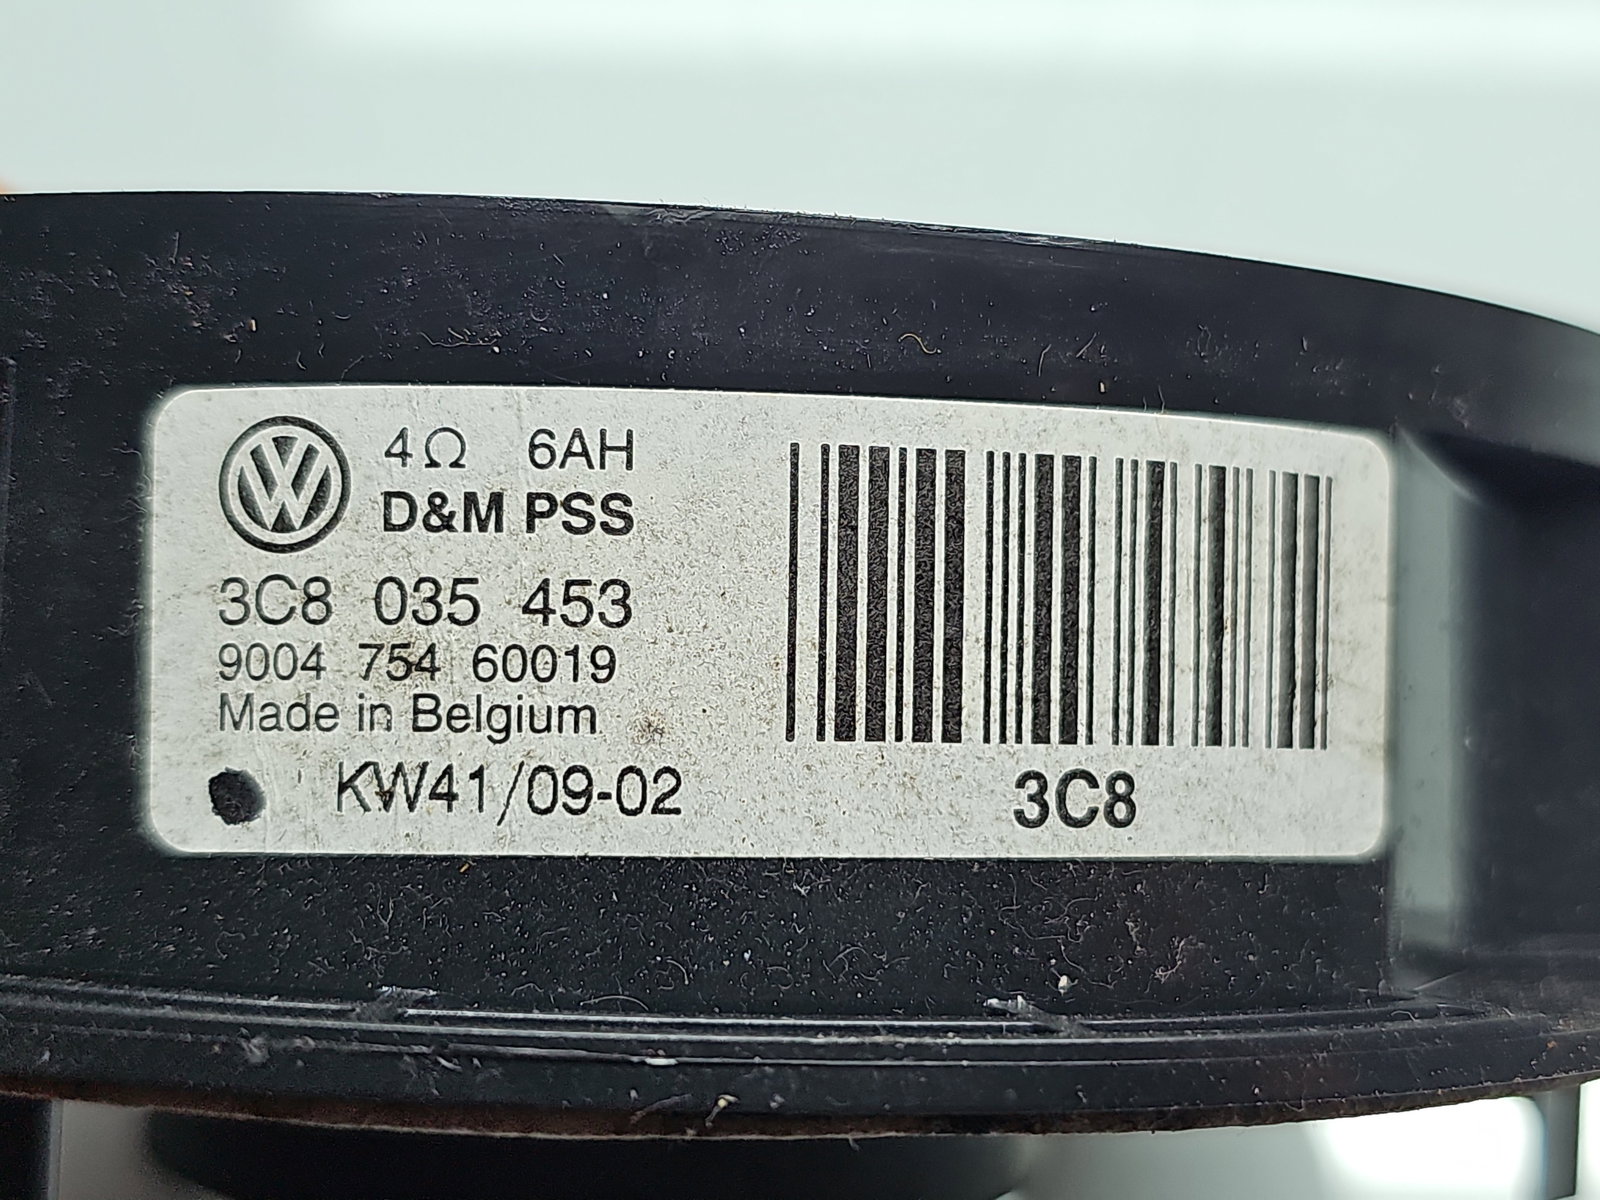 4Ω 6AH
D&M PSS
3C8 035 453
9004 754 60019
Made in Belgium
KW41/09-02
3C8